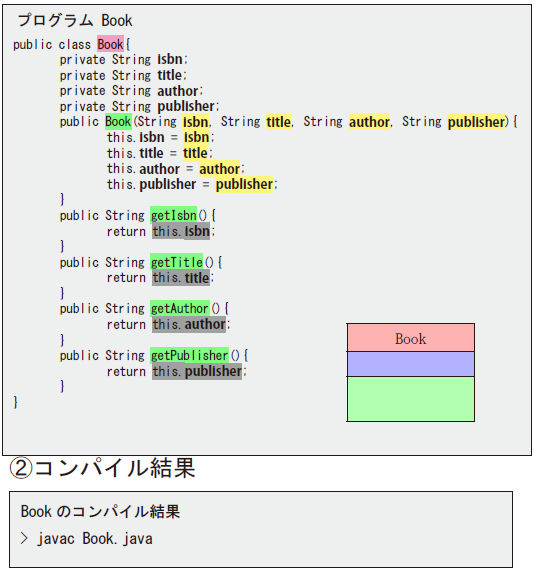 プログラム Book
public class Book{
private String isbn;
private String title;
private String author;
private String publisher;
public Book(String isbn, String title, String author, String publisher){
this.isbn = isbn;
this.title = title;
this.author = author;
this.publisher = publisher;
}
public String getIsbn(){
return this.isbn;
}
public String getTitle(){
return this.title;
}
public String getAuthor(){
return this.author;
}
public String getPublisher(){
return this.publisher;
}
}
Book
②コンパイル結果
Book のコンパイル結果
> javac Book.java